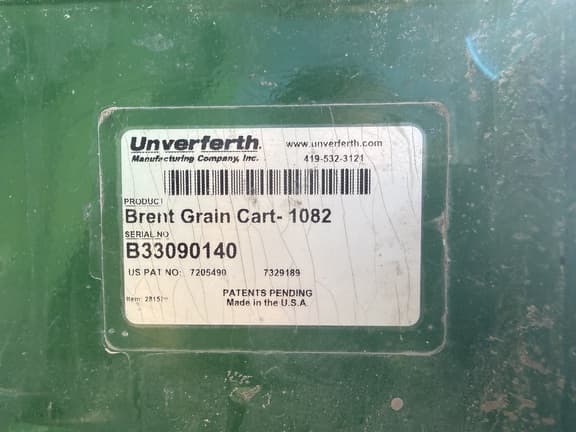 Unverferth. www.unverferth.com
Manufacturing Company, Inc. 419-532-3121
PRODUCT
Brent Grain Cart- 1082
SERIAL NO
B33090140
US PAT NO: 7205490 7329189
PATENTS PENDING
Made in the U.S.A.
Item: